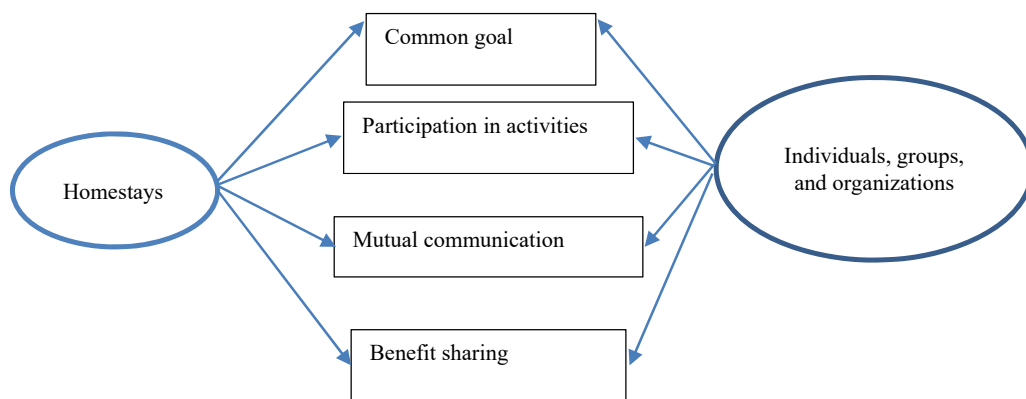 Common goal
Participation in activities
Homestays
Individuals, groups,
and organizations
Mutual communication
Benefit sharing